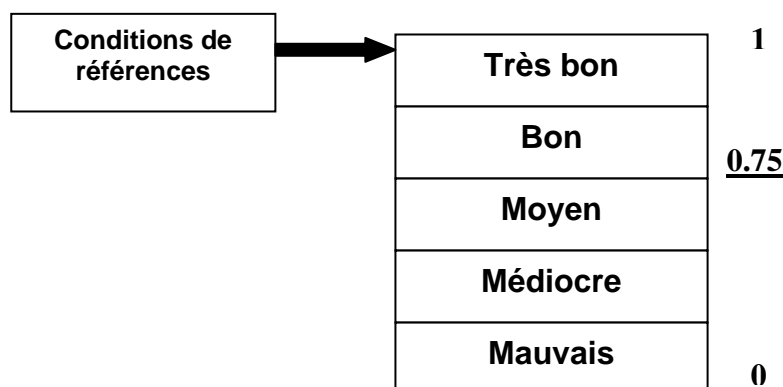 Conditions de
références
Très bon
1
Bon
0.75
Moyen
Médiocre
Mauvais
0